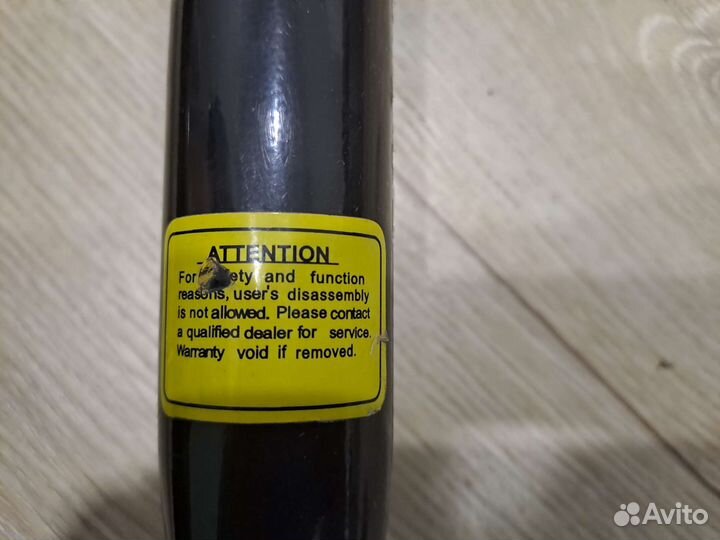 ATTENTION
For and function
reasons, user's disassembly
is not allowed. Please contact
a qualified dealer for service.
Warranty void if removed.
Avito